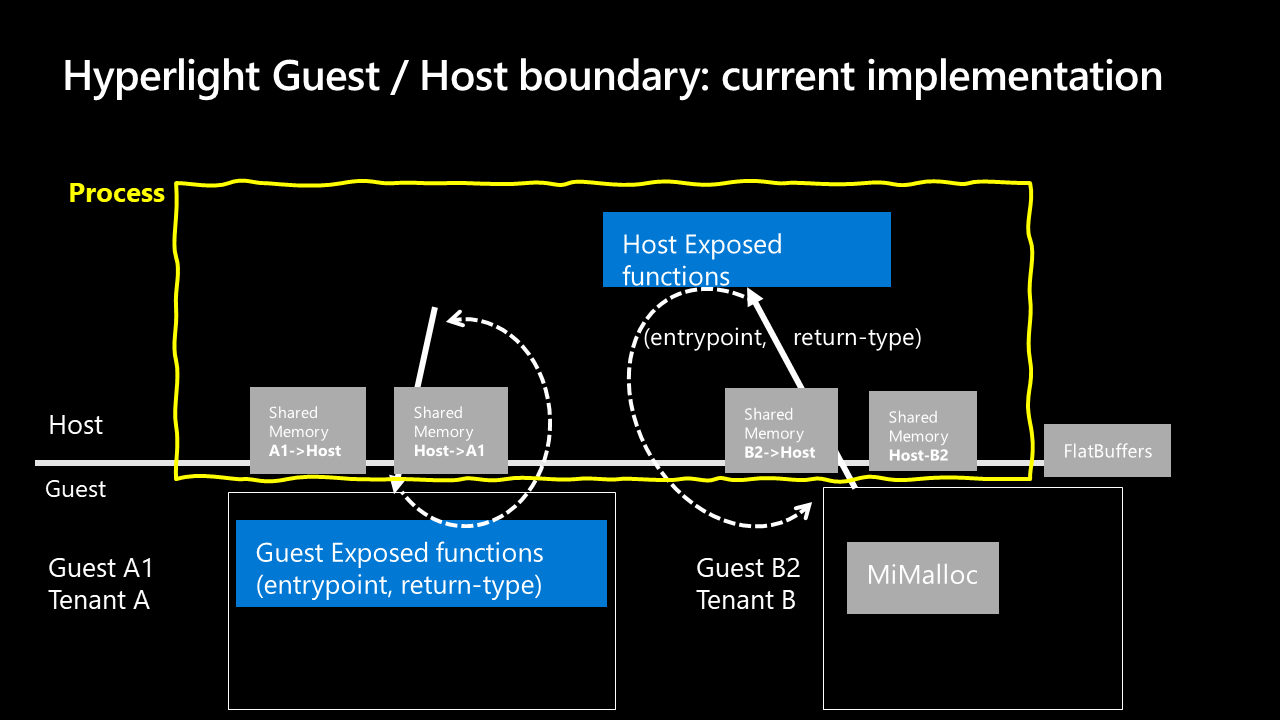 Hyperlight Guest / Host boundary: current implementation
Process
Host Exposed
functions
(entrypoint, return-type)
Host
Shared
Memory
A1->Host
Shared
Memory
Host->A1
Shared
Memory
B2->Host
Shared
Memory
Host-B2
FlatBuffers
Guest
Guest A1
Tenant A
Guest Exposed functions
(entrypoint, return-type)
Guest B2
Tenant B
MiMalloc